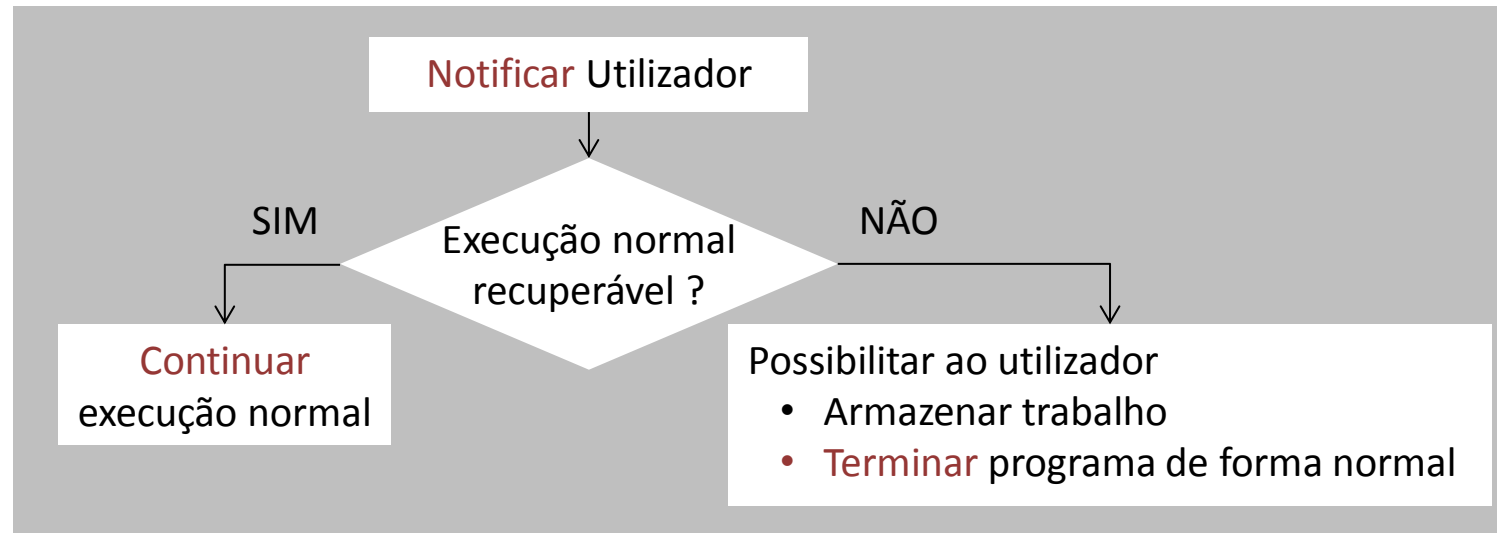 Notificar Utilizador
SIM
NÃO
Execução normal
recuperável ?
Continuar
execução normal
Possibilitar ao utilizador
• Armazenar trabalho
• Terminar programa de forma normal